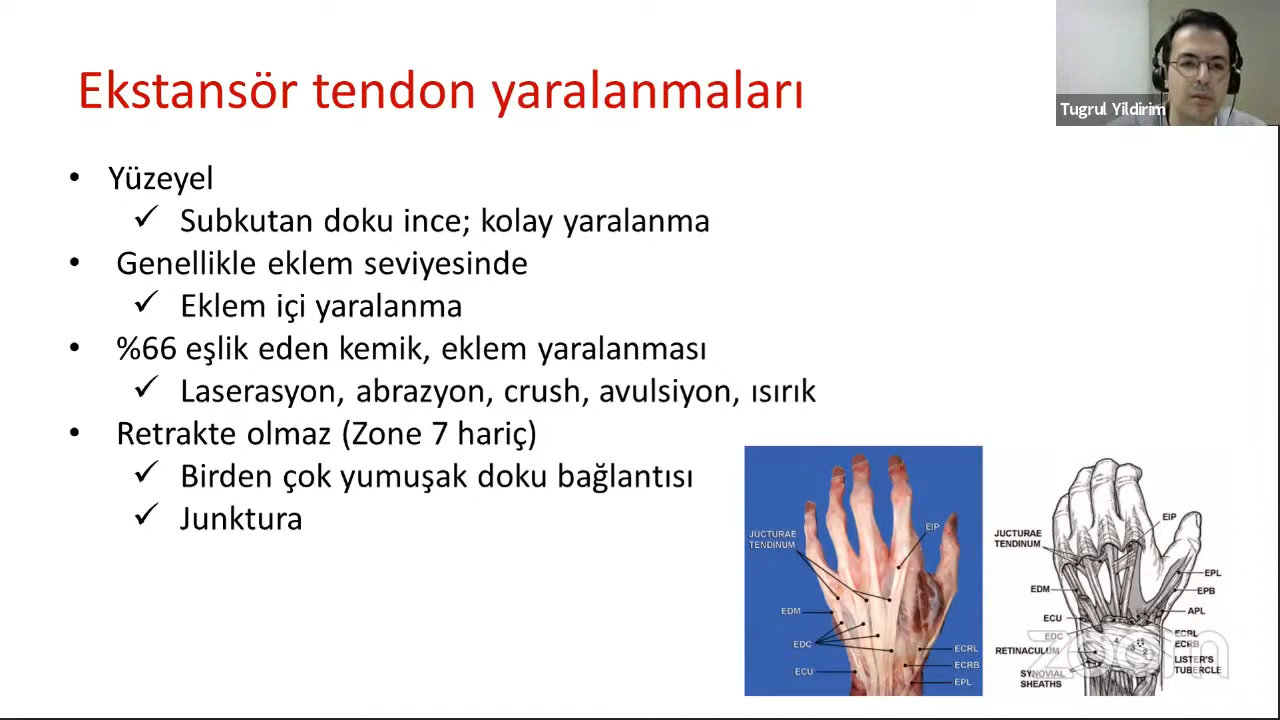 Ekstansör tendon yaralanmaları
Tugrul Yildirim
• Yüzeyel
✓ Subkutan doku ince; kolay yaralanma
• Genellikle eklem seviyesinde
✓ Eklem içi yaralanma
• %66 eşlik eden kemik, eklem yaralanması
✓ Laserasyon, abrazyon, crush, avulsiyon, ısırık
• Retrakte olmaz (Zone 7 hariç)
✓ Birden çok yumuşak doku bağlantısı
✓ Junktura
JUCTURAE
TENDINUM
EIP
EDM
EDC
ECU
ECRL
ECRB
EPL
JUCTURAE
TENDINUM
EIP
EDM
ECU
EDC
RETINACULUM
SYNOVIAL
SHEATHS
EPL
EPB
APL
ECRL
ECRB
LISTER'S
TUBERCLE
4
zoom